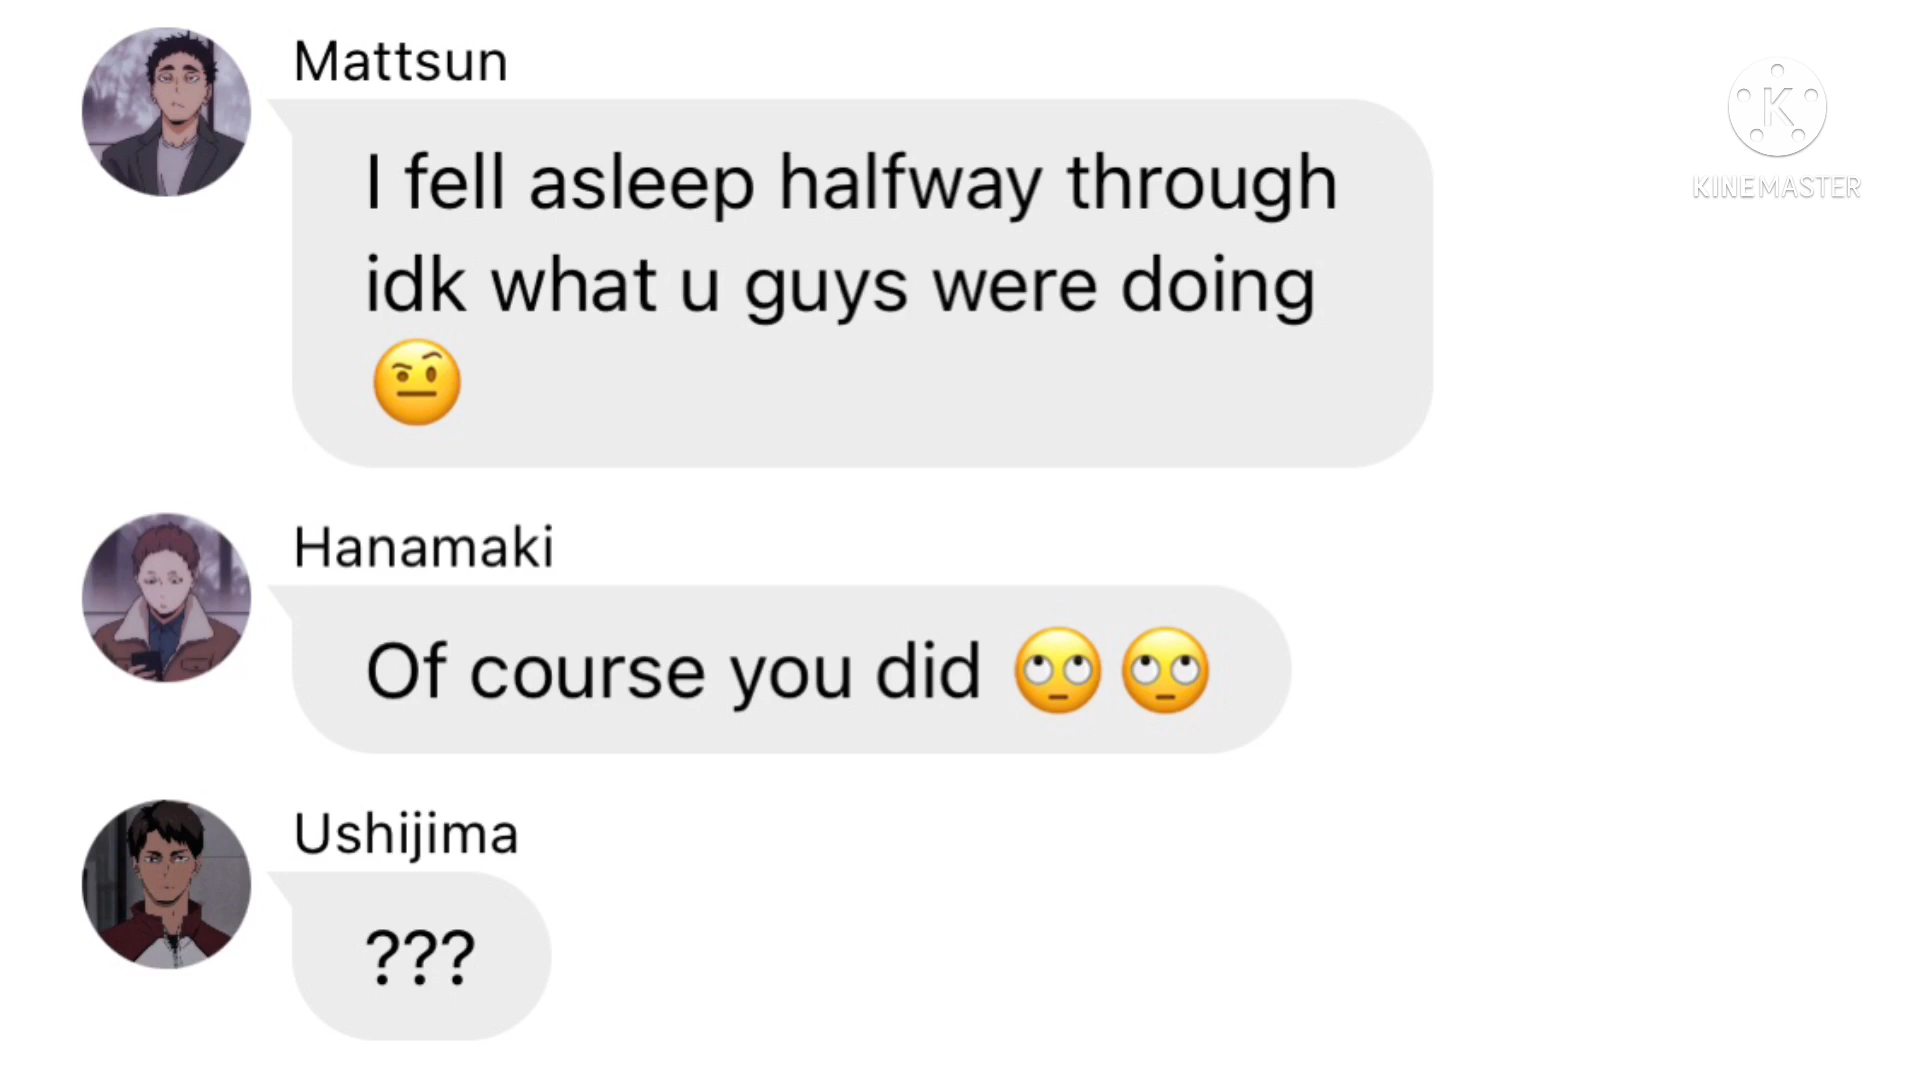 Mattsun
I fell asleep halfway through
idk what u guys were doing
🤨
K
KINEMASTER
Hanamaki
Of course you did 🙄🙄
Ushijima
???